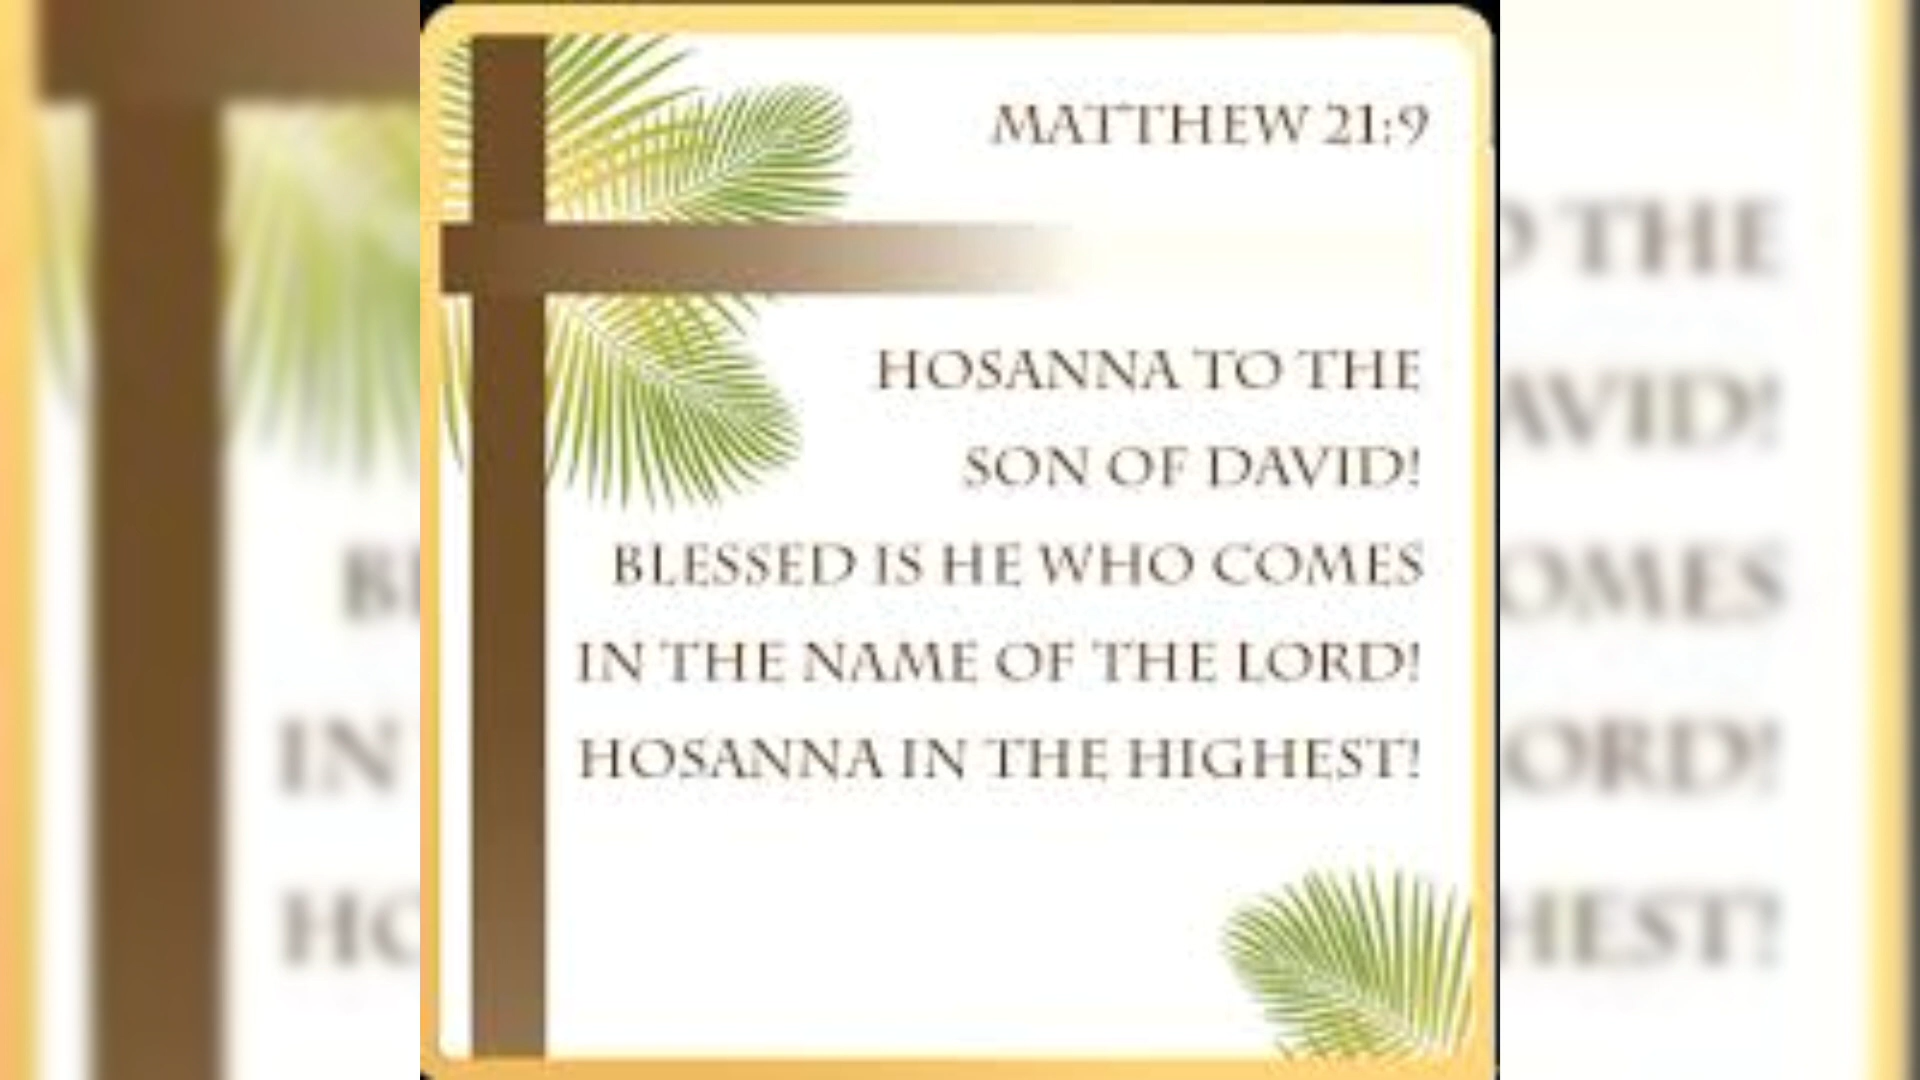 MATTHEW 21:9
HOSANNA TO THE
SON OF DAVID!
BLESSED IS HE WHO COMES
IN THE NAME OF THE LORD!
HOSANNA IN THE HIGHEST!